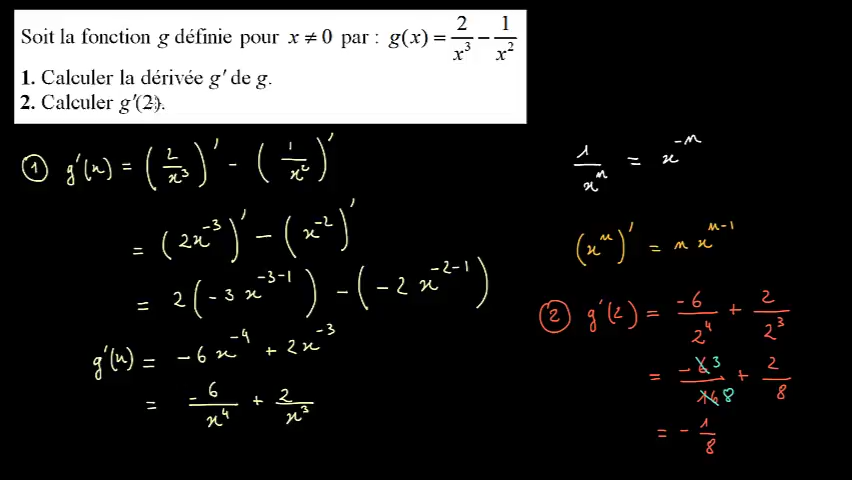 Soit la fonction g définie pour x ≠ 0 par : g(x) = 2/x³ − 1/x²
1. Calculer la dérivée g′ de g.
2. Calculer g′(2).
① g′(x) = (2/x³)′ − (1/x²)′
= (2x⁻³)′ − (x⁻²)′
= 2(−3x⁻³⁻¹) − (−2x⁻²⁻¹)
g′(x) = −6x⁻⁴ + 2x⁻³
= −6/x⁴ + 2/x³
1/xⁿ = x⁻ⁿ
(xⁿ)′ = n xⁿ⁻¹
② g′(2) = −6/2⁴ + 2/2³
= −6 3/16 8 + 2/8
= −1/8